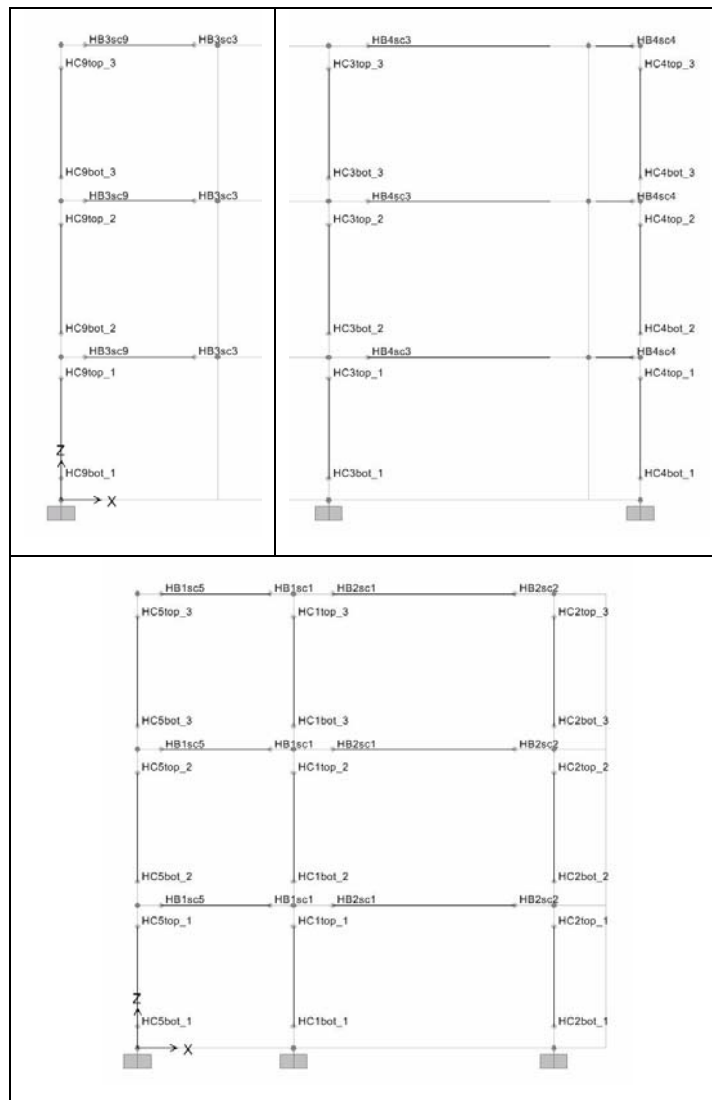 HB3sc9 HB3sc3
HC9top_3
HC9bot_3
HB3sc9 HB3sc3
HC9top_2
HC9bot_2
HB3sc9 HB3sc3
HC9top_1
Z
HC9bot_1
X
HB4sc3 HB4sc4
HC3top_3 HC4top_3
HC3bot_3 HC4bot_3
HB4sc3 HB4sc4
HC3top_2 HC4top_2
HC3bot_2 HC4bot_2
HB4sc3 HB4sc4
HC3top_1 HC4top_1
HC3bot_1 HC4bot_1
HB1sc5 HB1sc1 HB2sc1 HB2sc2
HC5top_3 HC1top_3 HC2top_3
HC5bot_3 HC1bot_3 HC2bot_3
HB1sc5 HB1sc1 HB2sc1 HB2sc2
HC5top_2 HC1top_2 HC2top_2
HC5bot_2 HC1bot_2 HC2bot_2
HB1sc5 HB1sc1 HB2sc1 HB2sc2
HC5top_1 HC1top_1 HC2top_1
Z
HC5bot_1 HC1bot_1 HC2bot_1
X